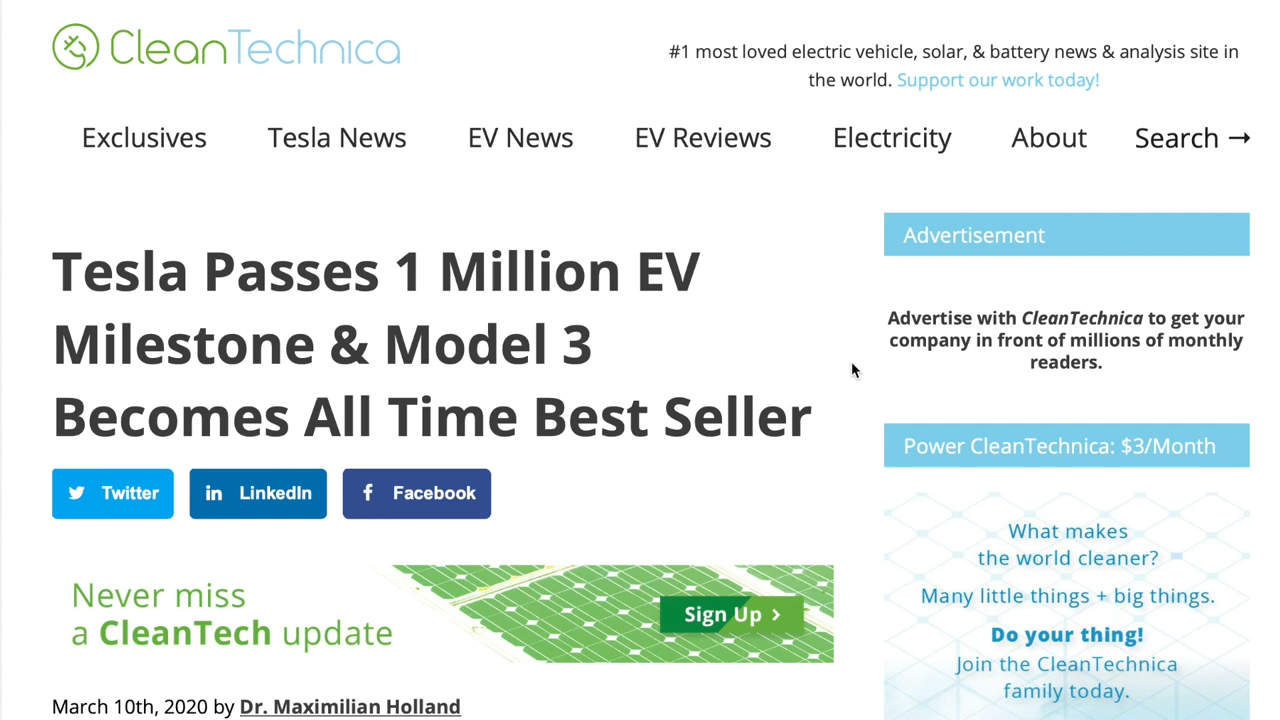 CleanTechnica
#1 most loved electric vehicle, solar, & battery news & analysis site in
the world. Support our work today!
Exclusives Tesla News EV News EV Reviews Electricity About Search →
Tesla Passes 1 Million EV
Milestone & Model 3
Becomes All Time Best Seller
Twitter LinkedIn Facebook
Never miss
a CleanTech update
Sign Up >
March 10th, 2020 by Dr. Maximilian Holland
Advertisement
Advertise with CleanTechnica to get your
company in front of millions of monthly
readers.
Power CleanTechnica: $3/Month
What makes
the world cleaner?
Many little things + big things.
Do your thing!
Join the CleanTechnica
family today.